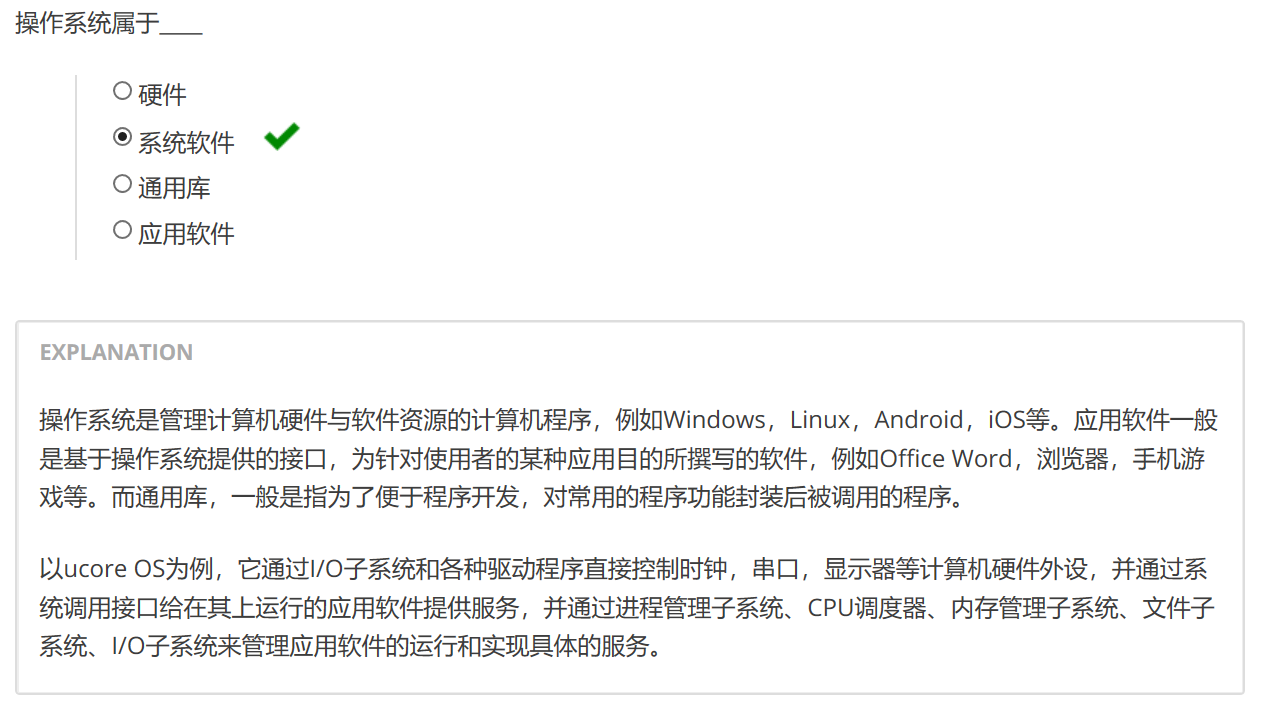 操作系统属于____
硬件
系统软件
通用库
应用软件
EXPLANATION
操作系统是管理计算机硬件与软件资源的计算机程序，例如Windows，Linux，Android，iOS等。应用软件一般
是基于操作系统提供的接口，为针对使用者的某种应用目的所撰写的软件，例如Office Word，浏览器，手机游
戏等。而通用库，一般是指为了便于程序开发，对常用的程序功能封装后被调用的程序。
以ucore OS为例，它通过I/O子系统和各种驱动程序直接控制时钟，串口，显示器等计算机硬件外设，并通过系
统调用接口给在其上运行的应用软件提供服务，并通过进程管理子系统、CPU调度器、内存管理子系统、文件子
系统、I/O子系统来管理应用软件的运行和实现具体的服务。